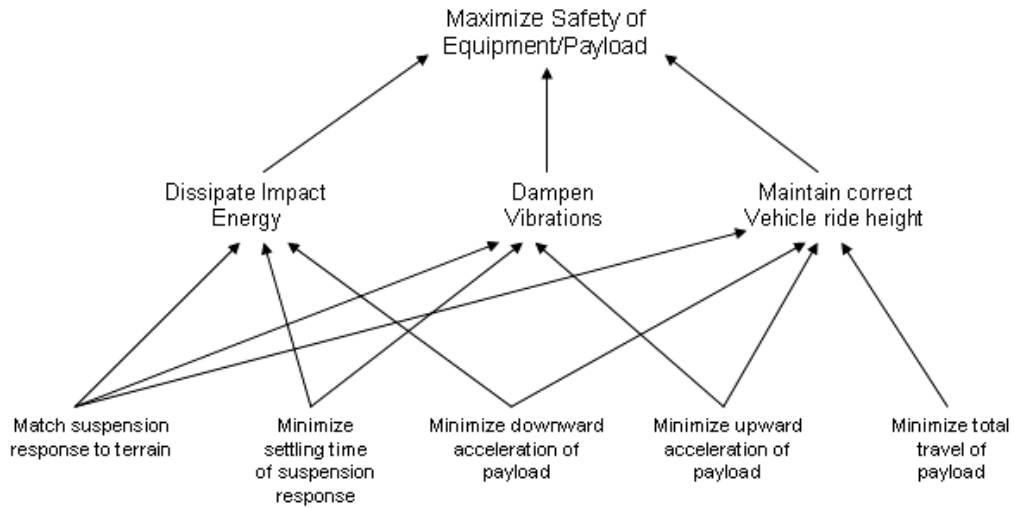 Maximize Safety of
Equipment/Payload
Dissipate Impact
Energy
Dampen
Vibrations
Maintain correct
Vehicle ride height
Match suspension
response to terrain
Minimize
settling time
of suspension
response
Minimize downward
acceleration of
payload
Minimize upward
acceleration of
payload
Minimize total
travel of
payload